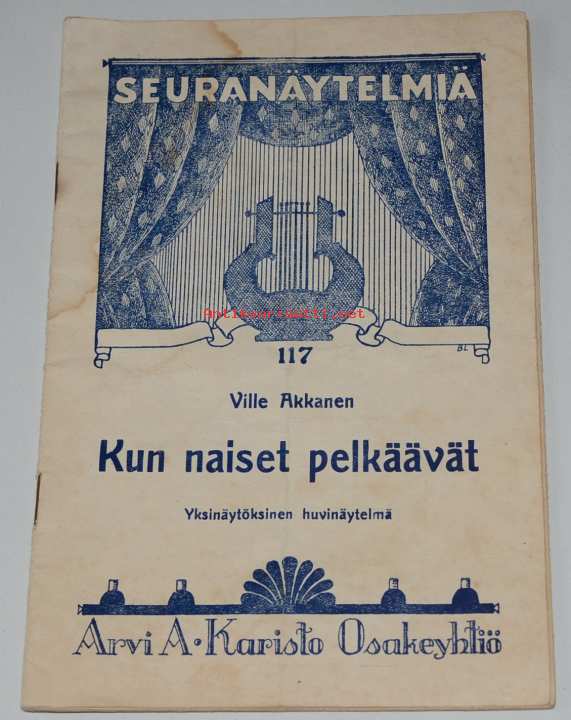 SEURANÄYTELMIÄ
Antikvariaatti.net
BL
117
Ville Akkanen
Kun naiset pelkäävät
Yksinäytöksinen huvinäytelmä
Arvi A. Karisto Osakeyhtiö